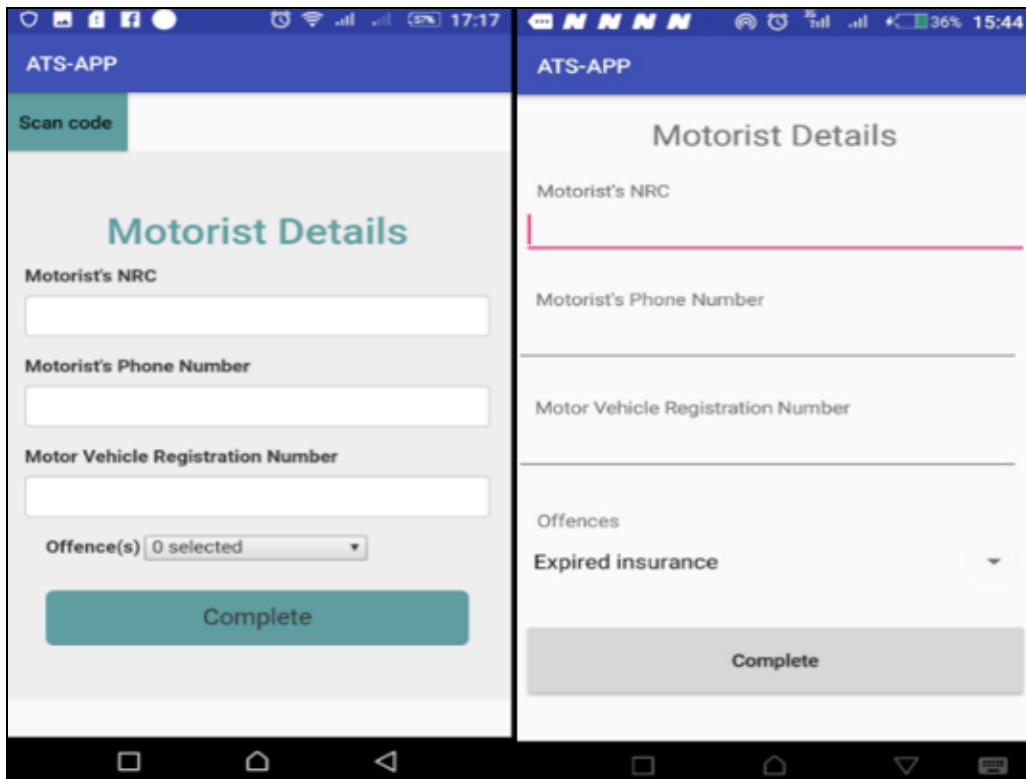 57% 17:17
ATS-APP
Scan code
Motorist Details
Motorist's NRC
Motorist's Phone Number
Motor Vehicle Registration Number
Offence(s) 0 selected
Complete
3G 36% 15:44
ATS-APP
Motorist Details
Motorist's NRC
Motorist's Phone Number
Motor Vehicle Registration Number
Offences
Expired insurance
Complete